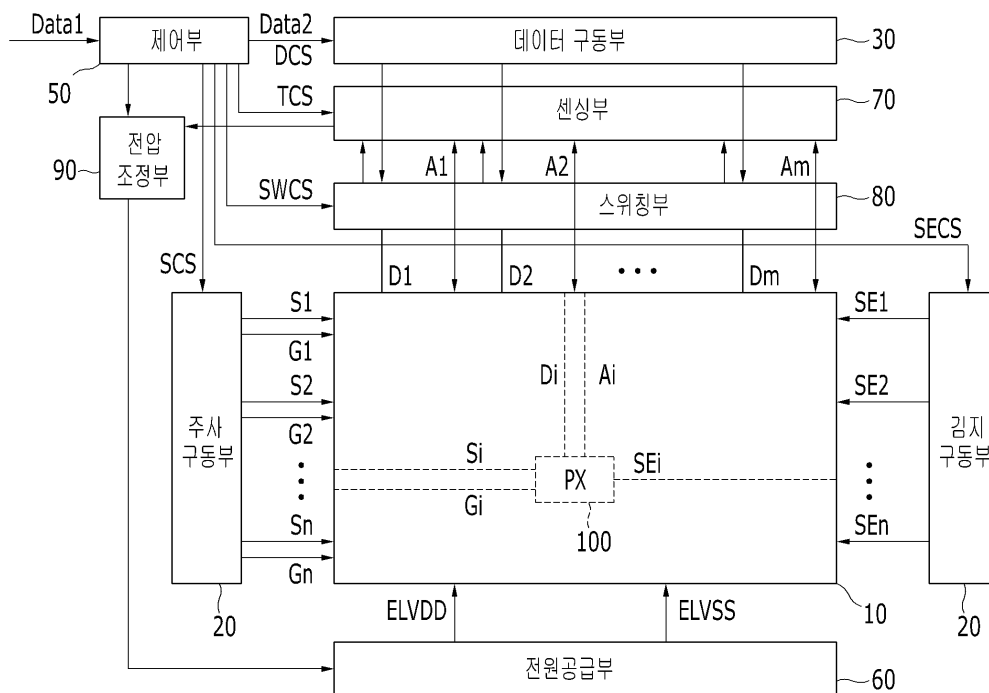 Data1
제어부
50
Data2
DCS
데이터 구동부
30
TCS
센싱부
70
전압
조정부
90
A1
A2
Am
SWCS
스위칭부
80
SECS
SCS
D1
D2
• • •
Dm
S1
G1
S2
G2
Sn
Gn
주사
구동부
20
Di
Ai
Si
Gi
PX
100
SEi
SE1
SE2
SEn
김지
구동부
20
10
ELVDD
ELVSS
전원공급부
60